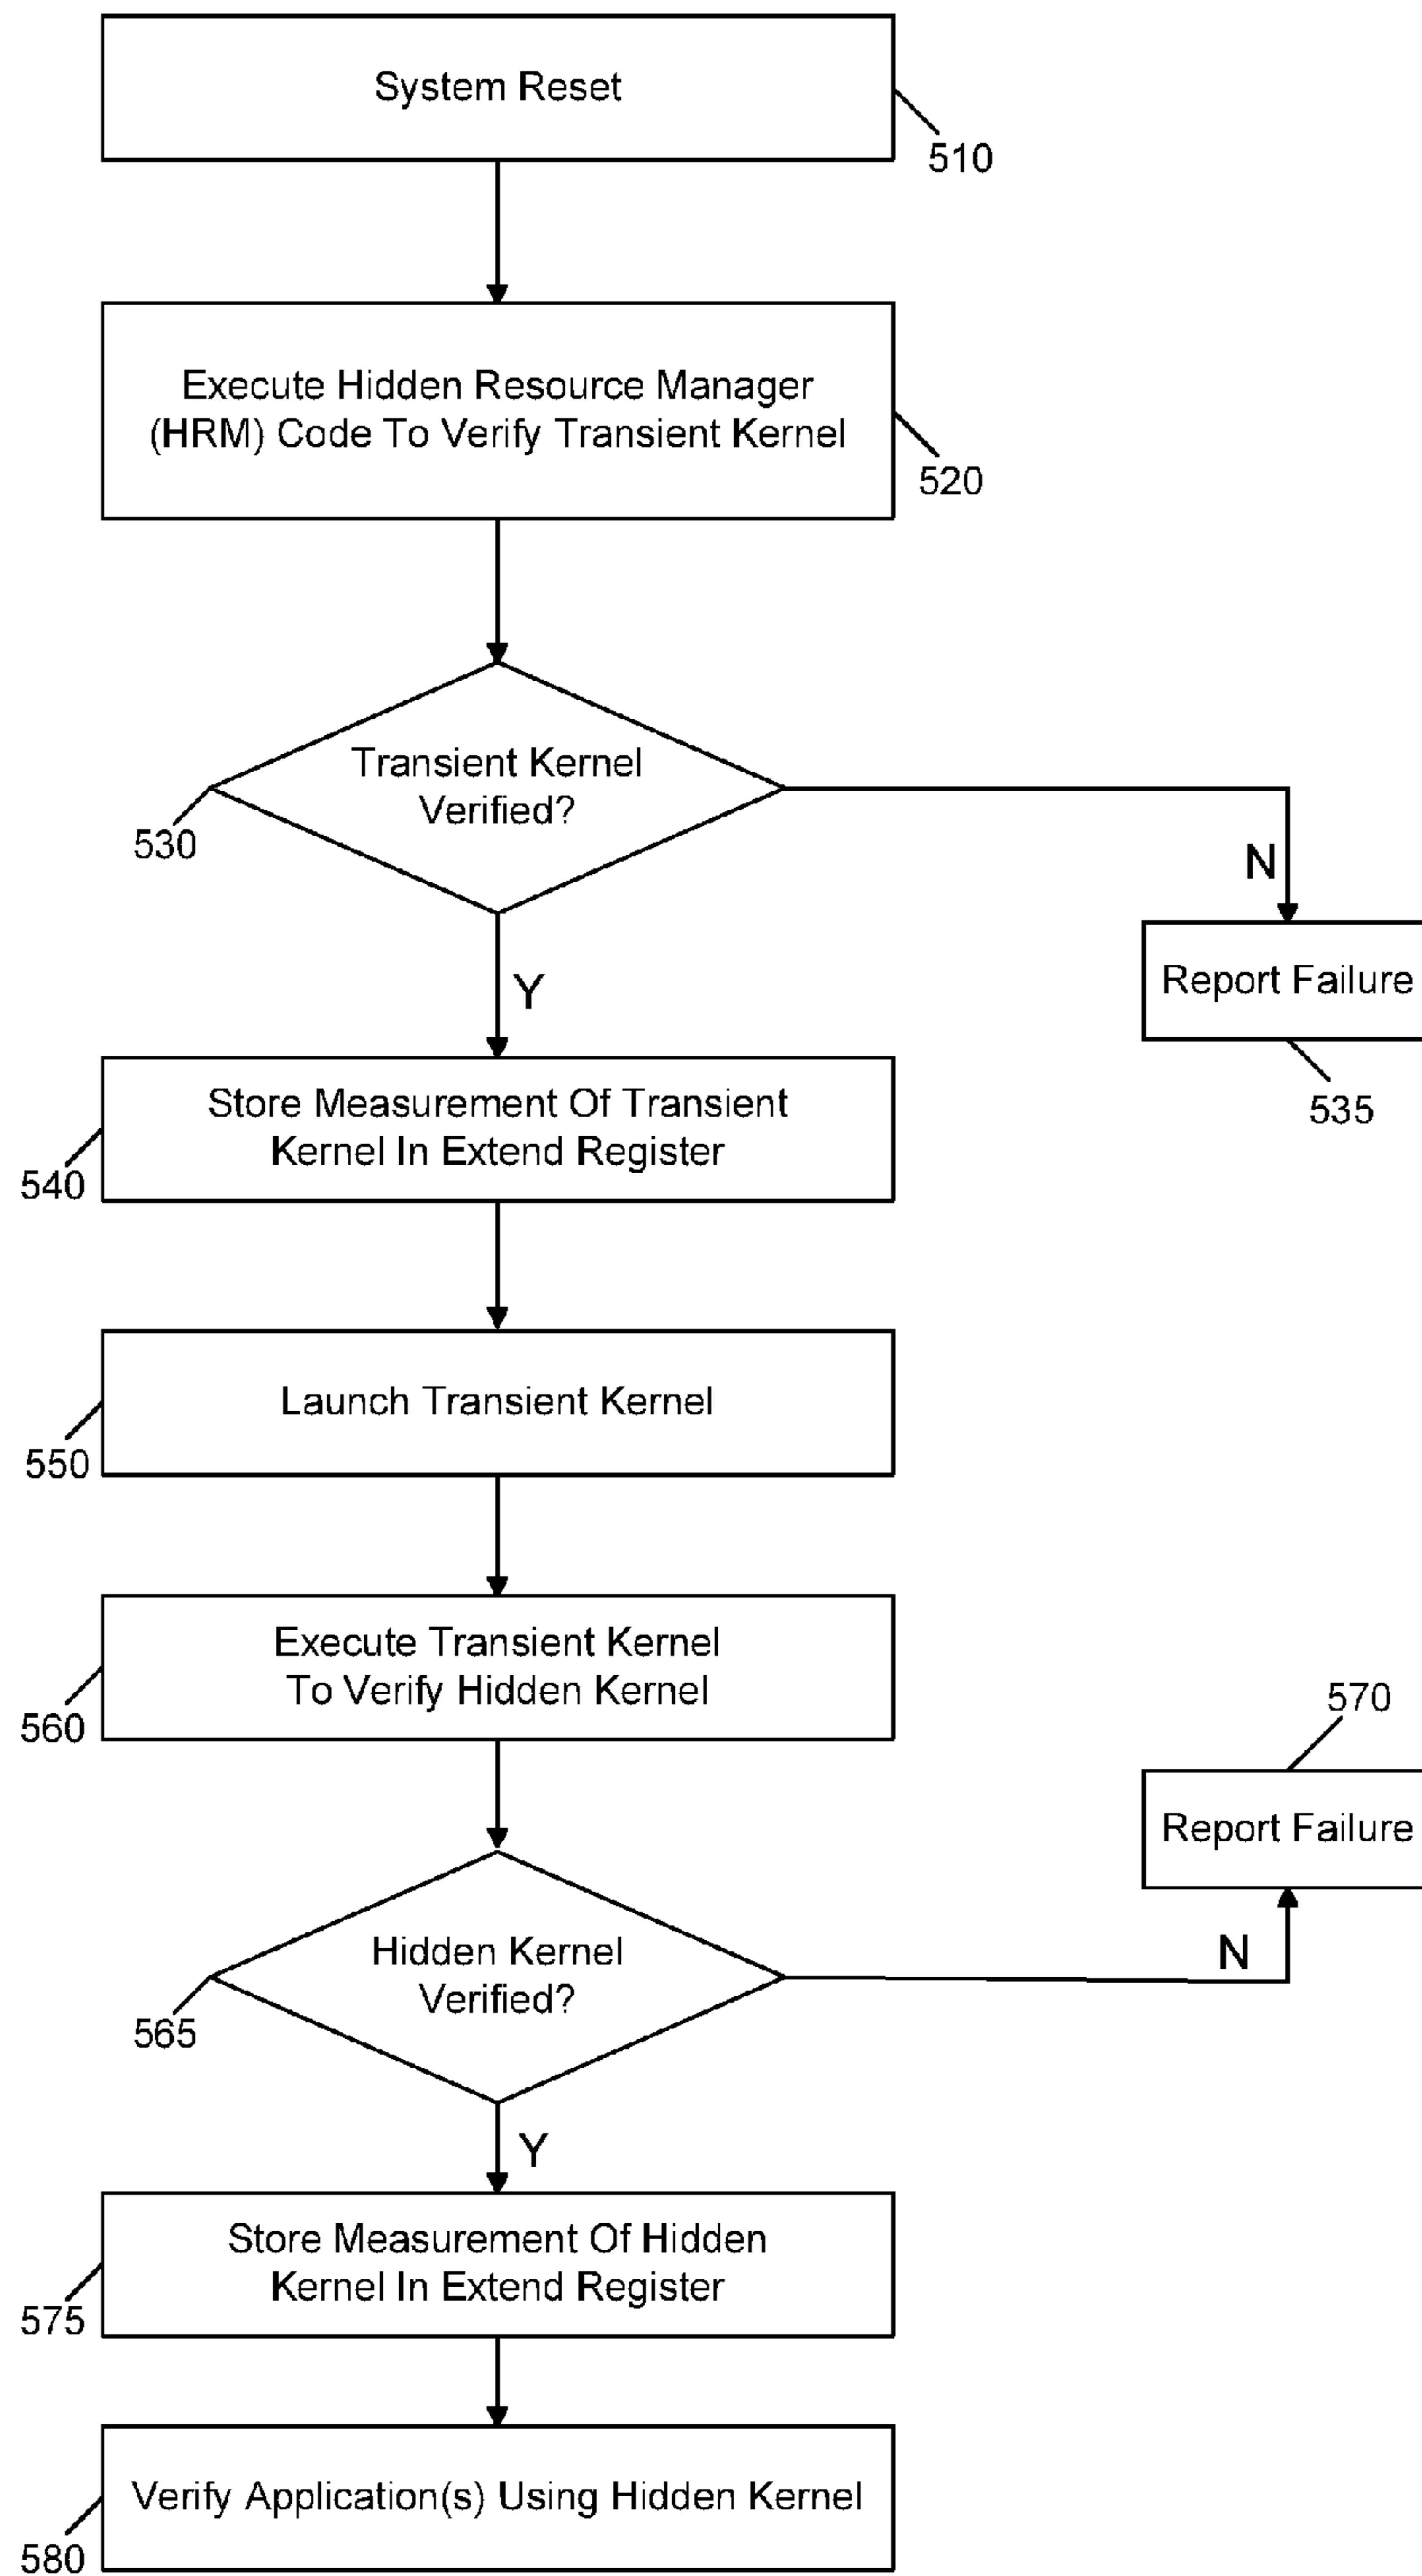 System Reset
510
Execute Hidden Resource Manager
(HRM) Code To Verify Transient Kernel
520
Transient Kernel
Verified?
530
N
Report Failure
535
Y
Store Measurement Of Transient
Kernel In Extend Register
540
Launch Transient Kernel
550
Execute Transient Kernel
To Verify Hidden Kernel
560
570
Report Failure
Hidden Kernel
Verified?
N
565
Y
Store Measurement Of Hidden
Kernel In Extend Register
575
Verify Application(s) Using Hidden Kernel
580